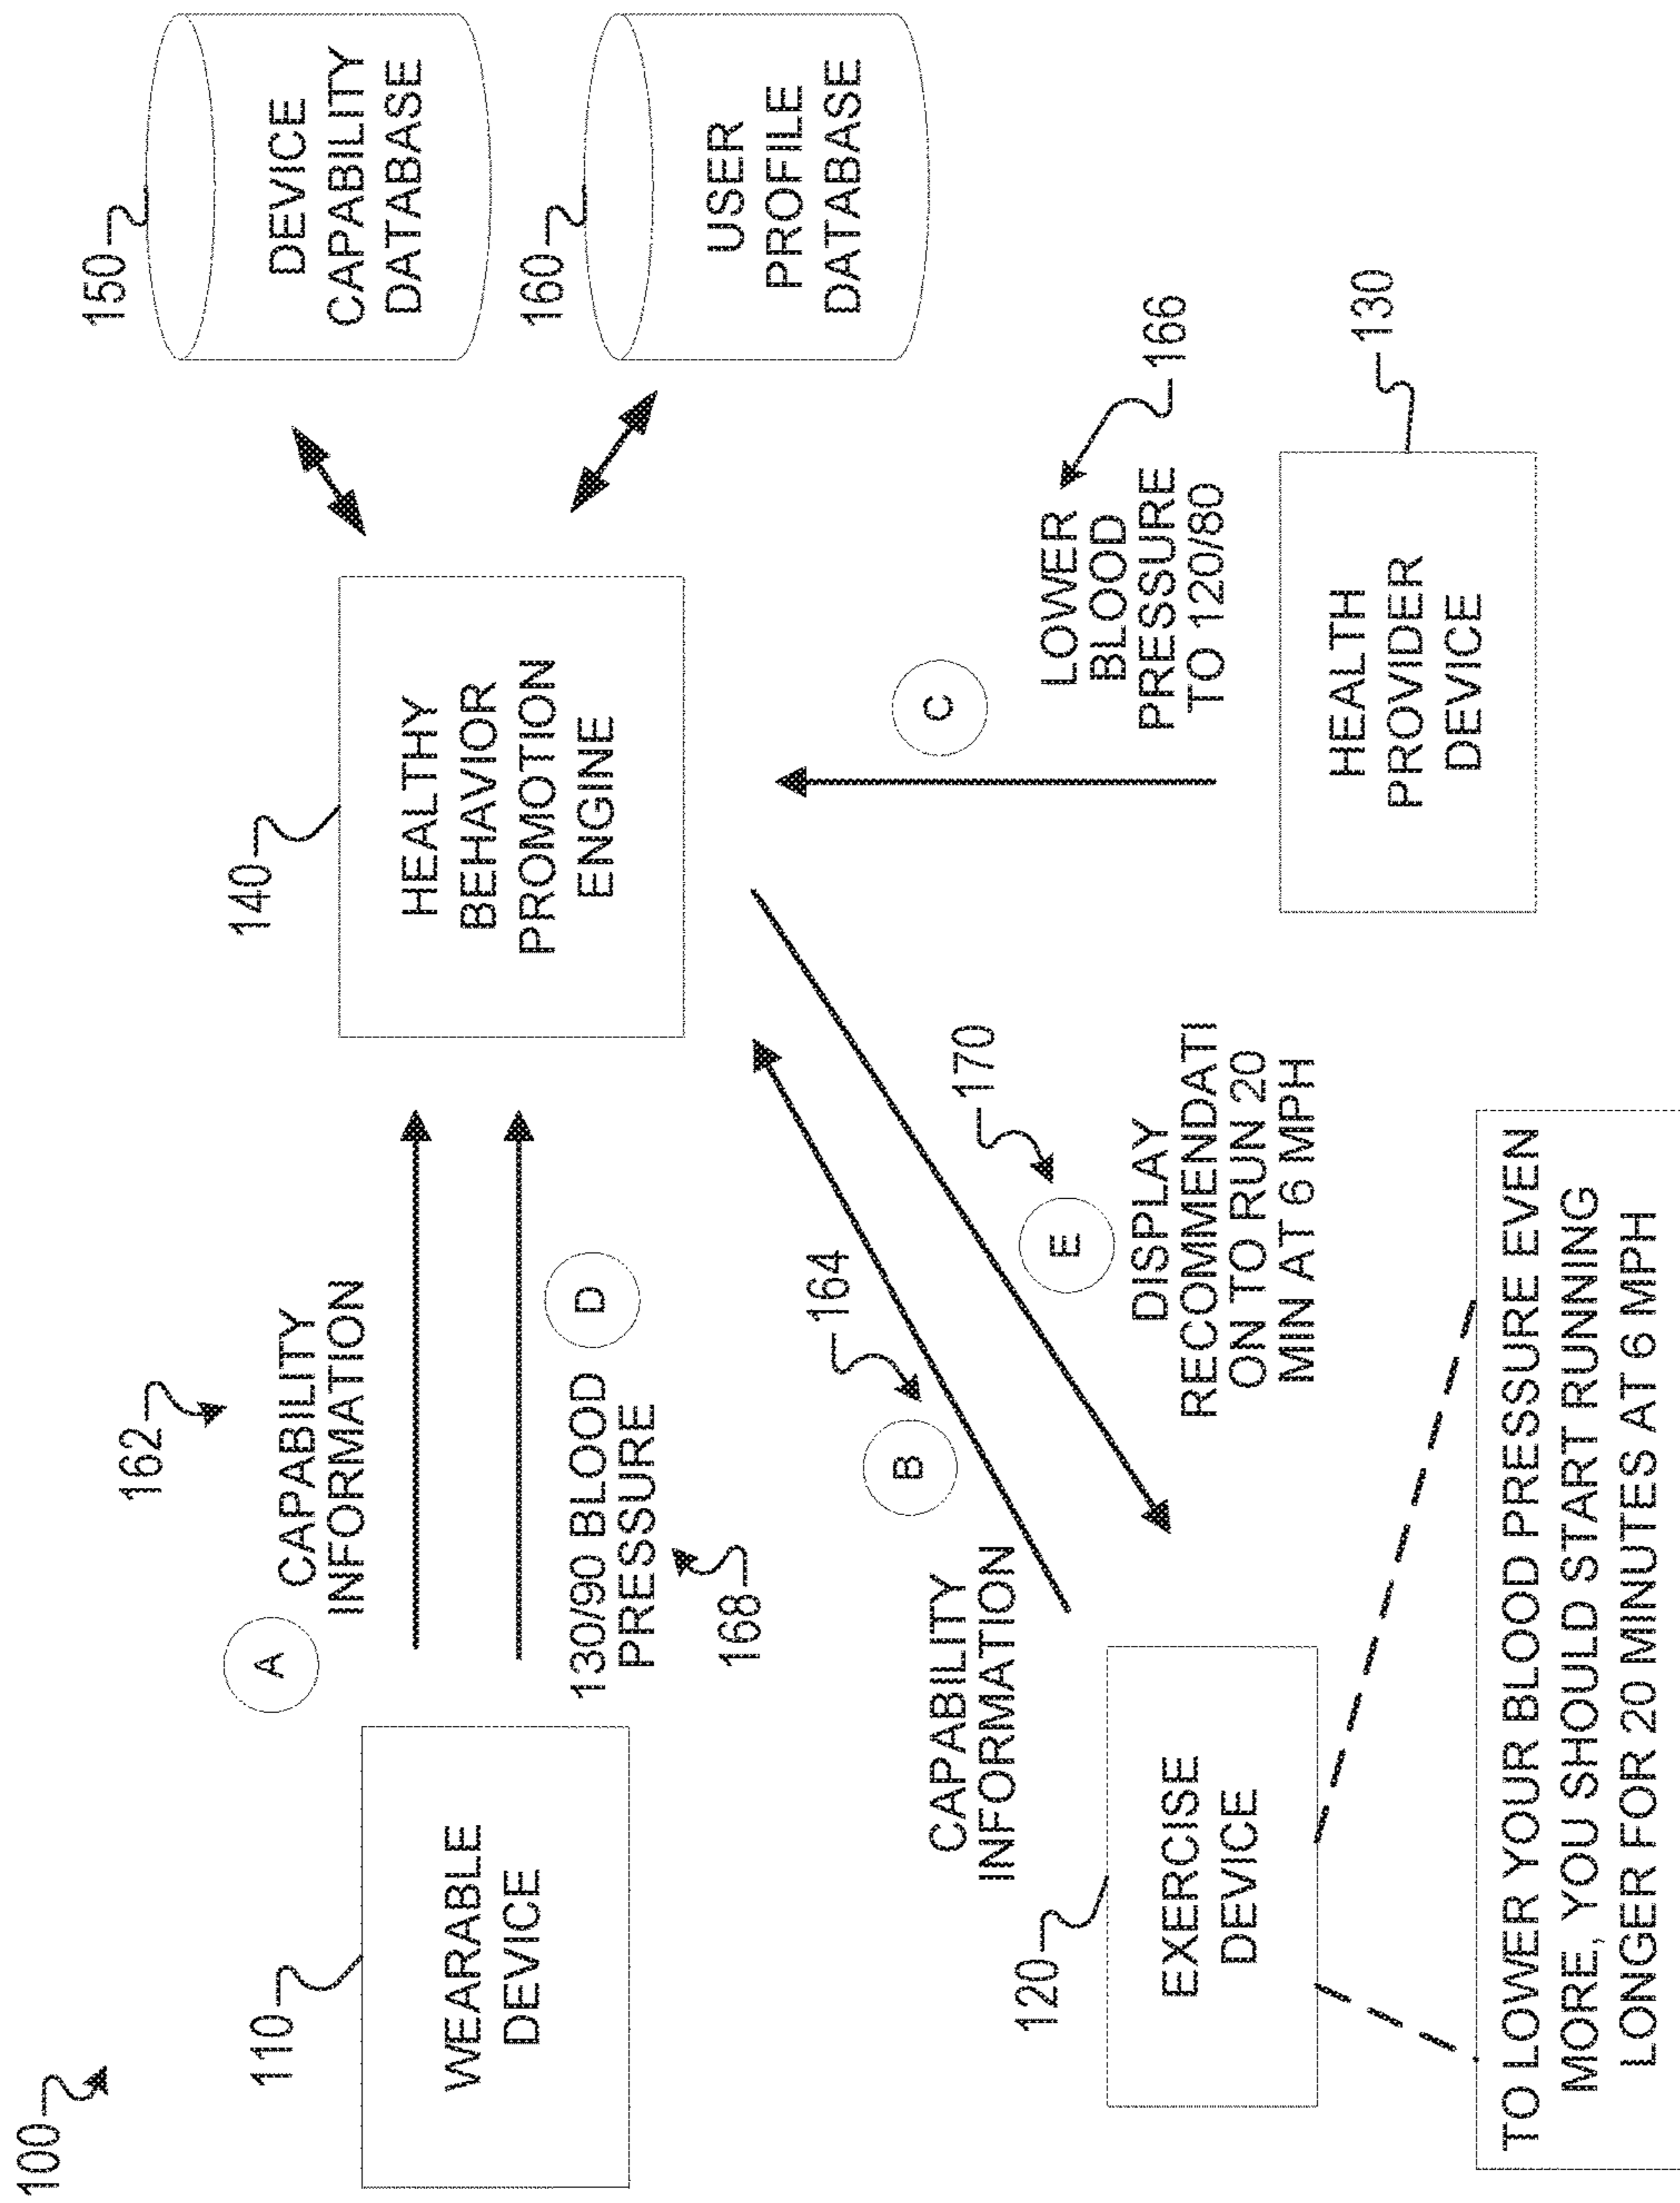 100
162
A
CAPABILITY
INFORMATION
110
WEARABLE
DEVICE
130/90 BLOOD
PRESSURE
D
168
140
HEALTHY
BEHAVIOR
PROMOTION
ENGINE
150
DEVICE
CAPABILITY
DATABASE
160
USER
PROFILE
DATABASE
164
B
CAPABILITY
INFORMATION
120
EXERCISE
DEVICE
170
E
DISPLAY
RECOMMENDATI
ON TO RUN 20
MIN AT 6 MPH
C
LOWER
BLOOD
PRESSURE
TO 120/80
166
130
HEALTH
PROVIDER
DEVICE
TO LOWER YOUR BLOOD PRESSURE EVEN
MORE, YOU SHOULD START RUNNING
LONGER FOR 20 MINUTES AT 6 MPH